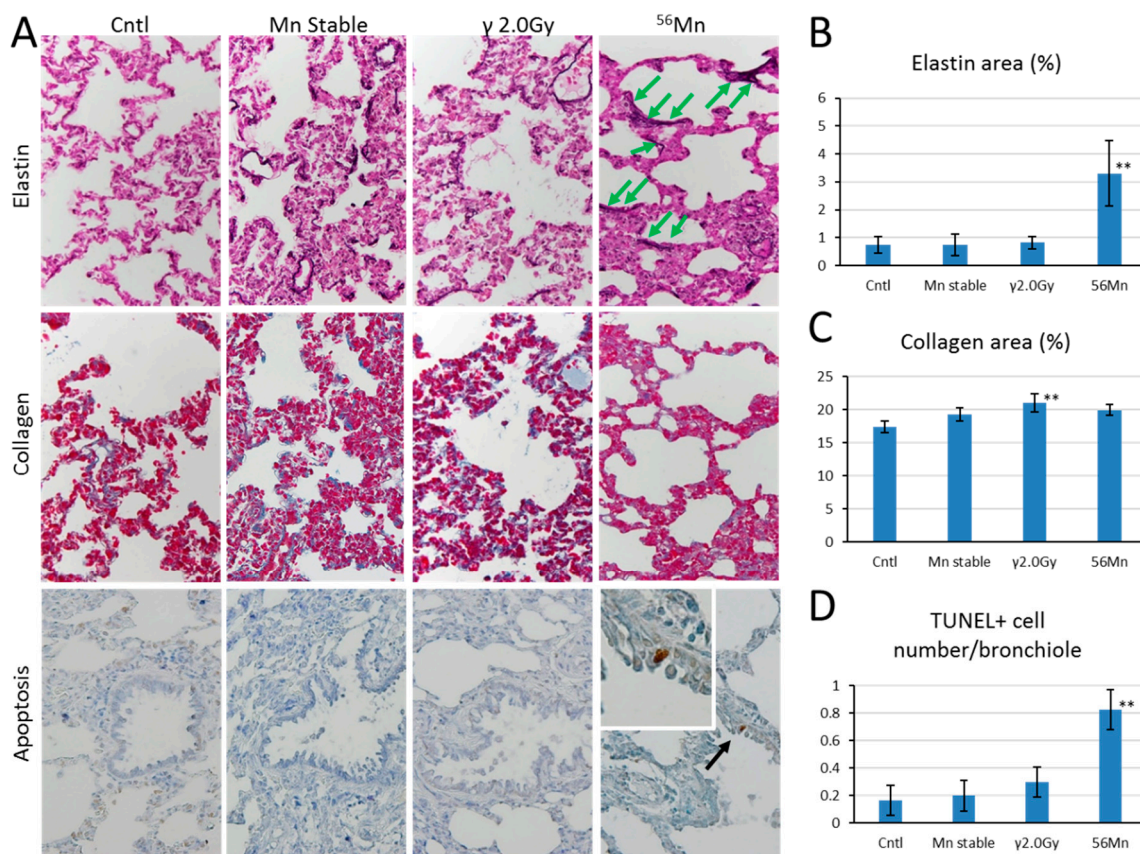 A
Cntl
Mn Stable
γ 2.0Gy
56Mn
Elastin
Collagen
Apoptosis
B
Elastin area (%)
6
5
4
3
2
1
0
**
Cntl
Mn stable
γ2.0Gy
56Mn
C
Collagen area (%)
25
20
15
10
5
0
**
Cntl
Mn stable
γ2.0Gy
56Mn
D
TUNEL+ cell
number/bronchiole
1
0.8
0.6
0.4
0.2
0
**
Cntl
Mn stable
γ2.0Gy
56Mn